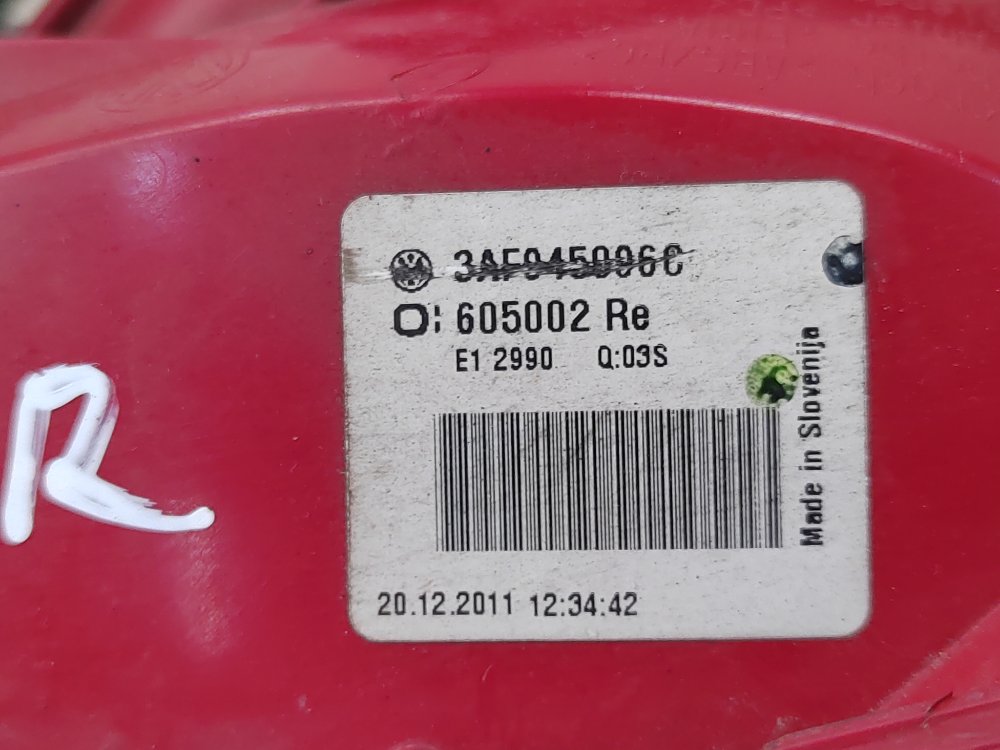 3AF945096C
O: 605002 Re
E1 2990 Q:03S
Made in Slovenija
20.12.2011 12:34:42
R